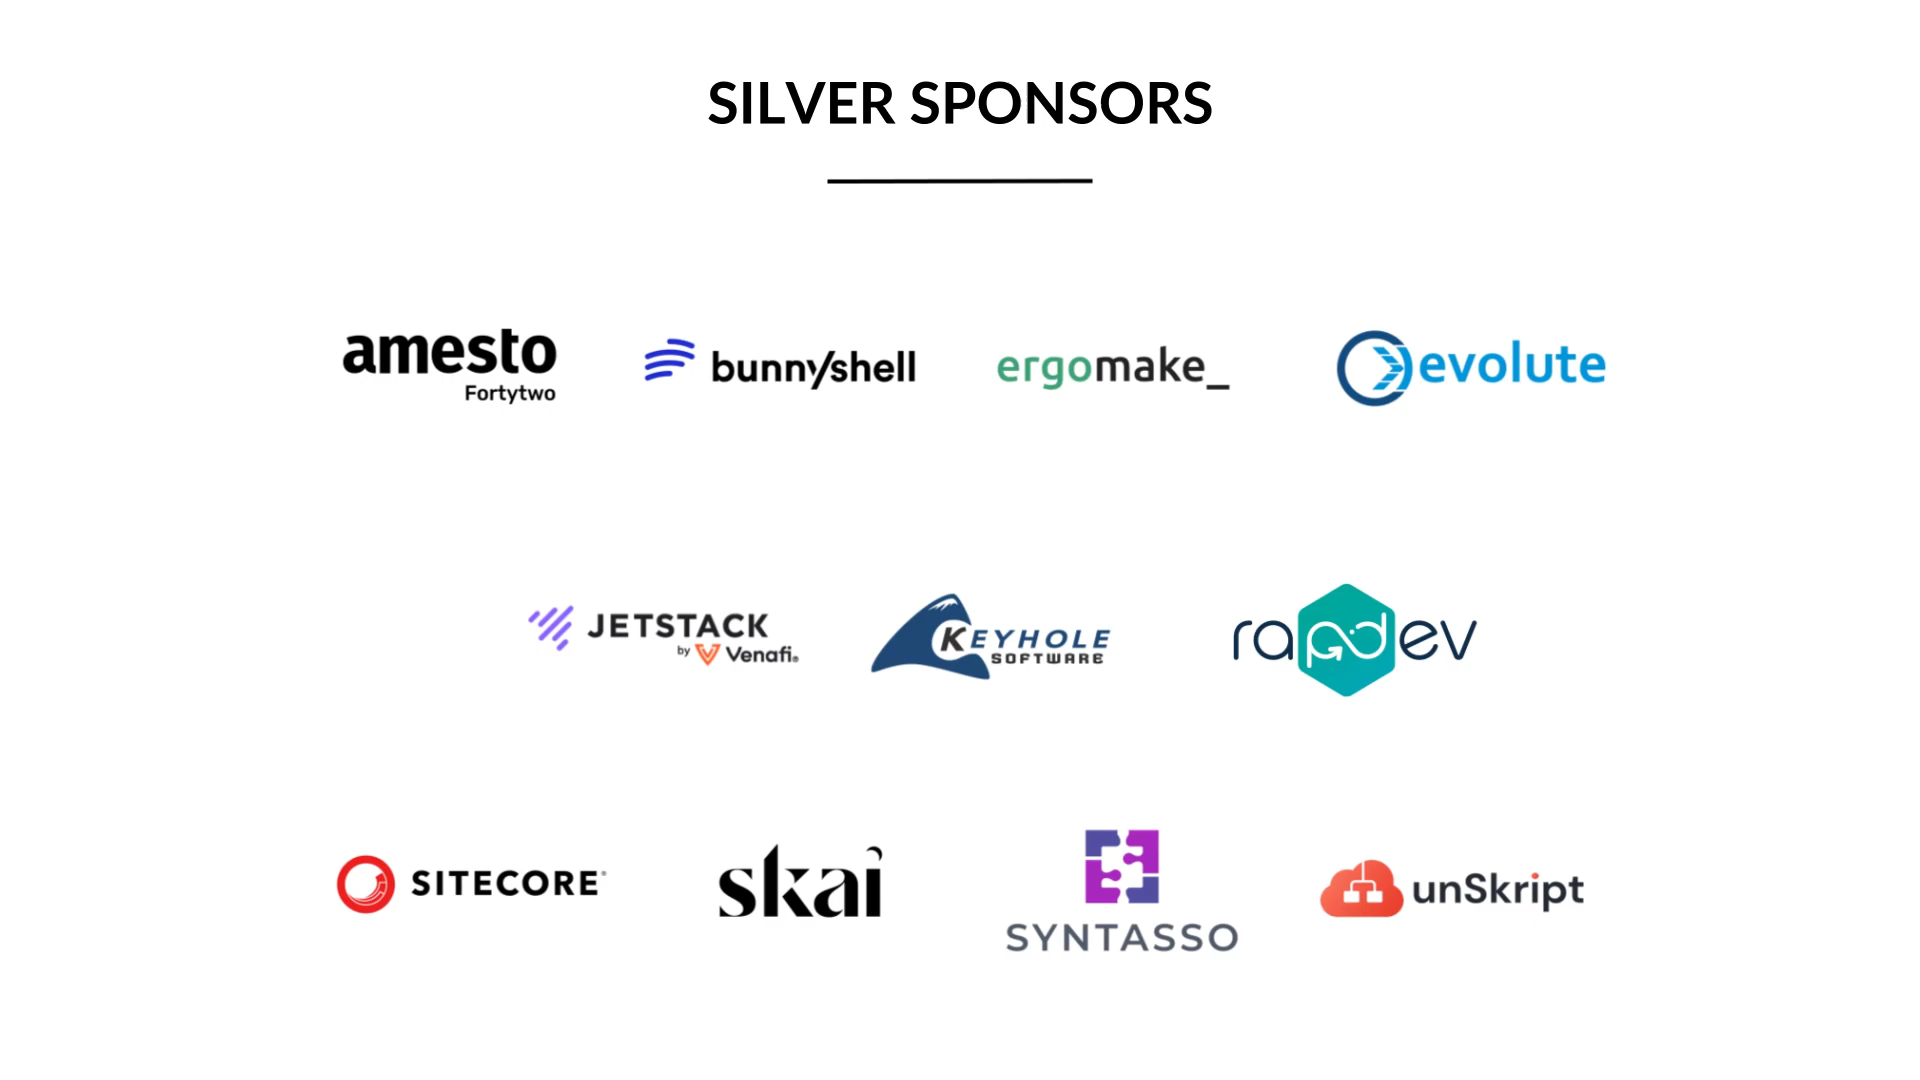 SILVER SPONSORS
amesto
Fortytwo
bunnyshell
ergomake_
evolute
JETSTACK
by Venafi®
KEYHOLE
SOFTWARE
rapdev
SITECORE®
skai
SYNTASSO
unSkript